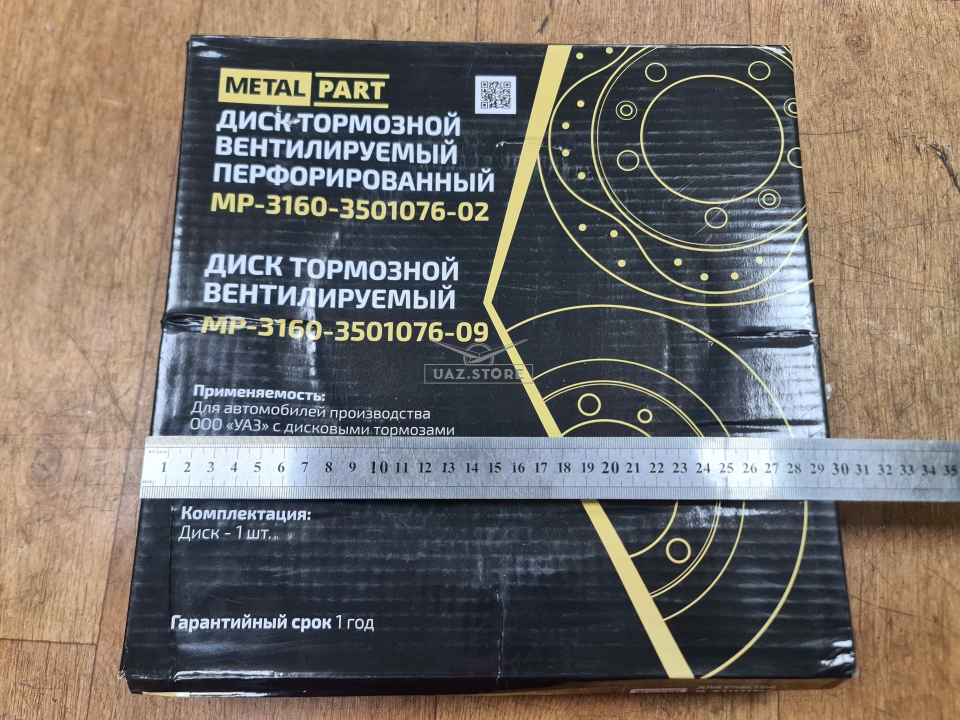 METAL PART
ДИСК ТОРМОЗНОЙ
ВЕНТИЛИРУЕМЫЙ
ПЕРФОРИРОВАННЫЙ
MP-3160-3501076-02
ДИСК ТОРМОЗНОЙ
ВЕНТИЛИРУЕМЫЙ
MP-3160-3501076-09
UAZ.STORE
Применяемость:
Для автомобилей производства
ООО «УАЗ» с дисковыми тормозами
1 2 3 4 5 6 7 8 9 10 11 12 13 14 15 16 17 18 19 20 21 22 23 24 25 26 27 28 29 30 31 32 33 34 35
Комплектация:
Диск - 1 шт.
Гарантийный срок 1 год